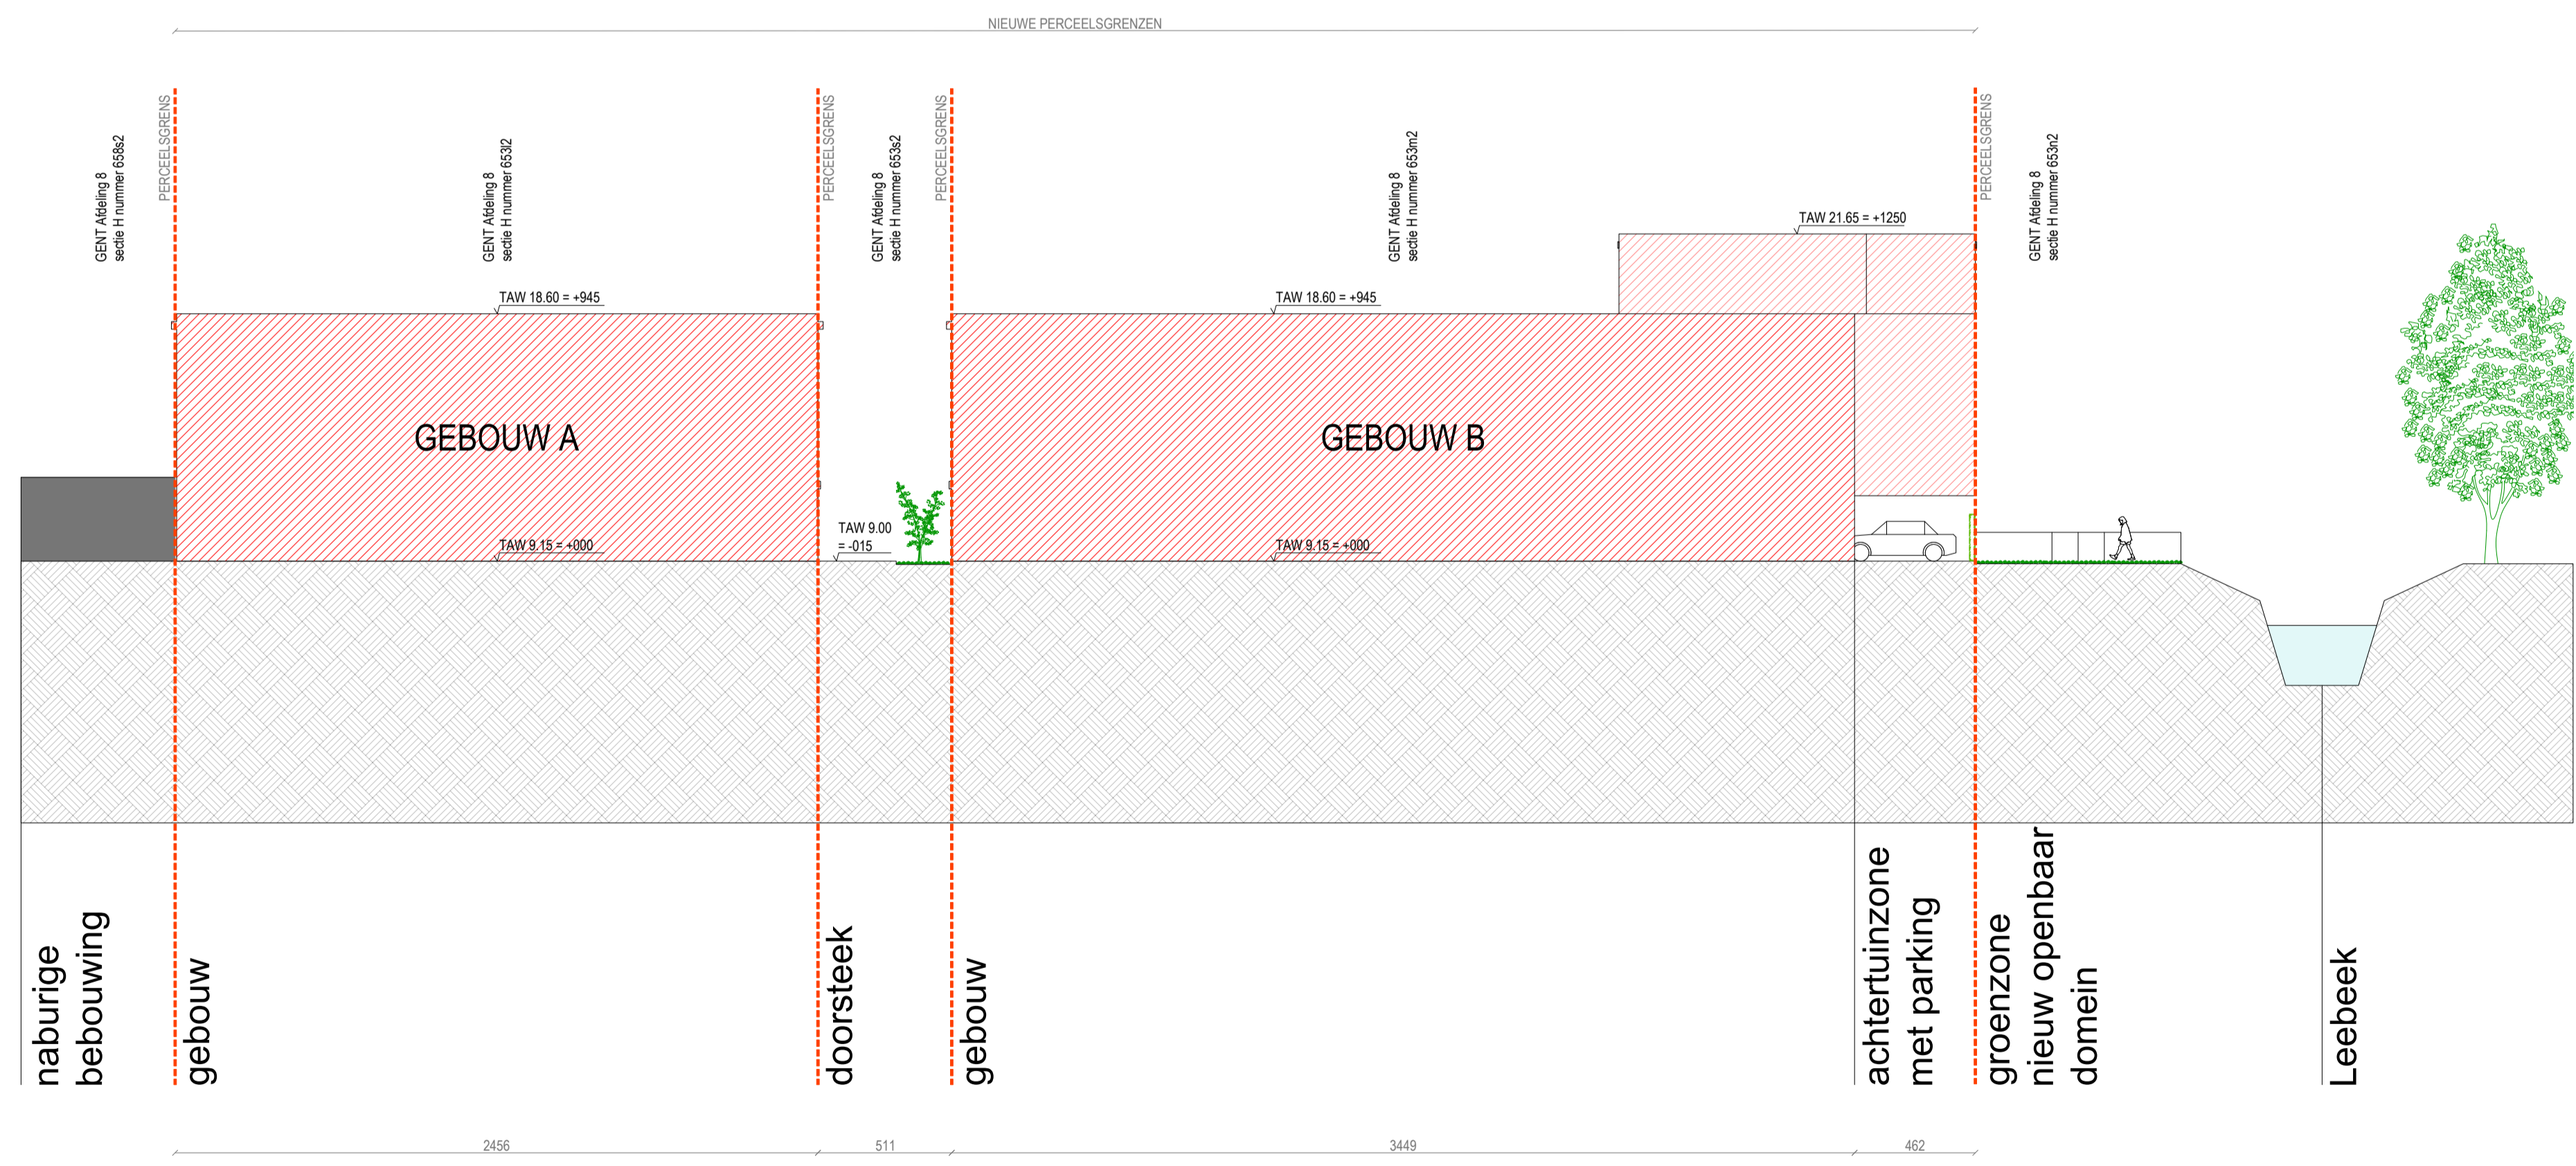 NIEUWE PERCEELSGRENZEN
GENT Afdeling 8
sectie H nummer 658s2
PERCEELSGRENS
GENT Afdeling 8
sectie H nummer 653l2
PERCEELSGRENS
GENT Afdeling 8
sectie H nummer 653s2
PERCEELSGRENS
GENT Afdeling 8
sectie H nummer 653m2
PERCEELSGRENS
GENT Afdeling 8
sectie H nummer 653n2
TAW 21.65 = +1250
TAW 18.60 = +945
TAW 18.60 = +945
GEBOUW A
GEBOUW B
TAW 9.15 = +000
TAW 9.00
= -015
TAW 9.15 = +000
naburige
bebouwing
gebouw
doorsteek
gebouw
achtertuinzone
met parking
groenzone
nieuw openbaar
domein
Leebeek
2456
511
3449
462